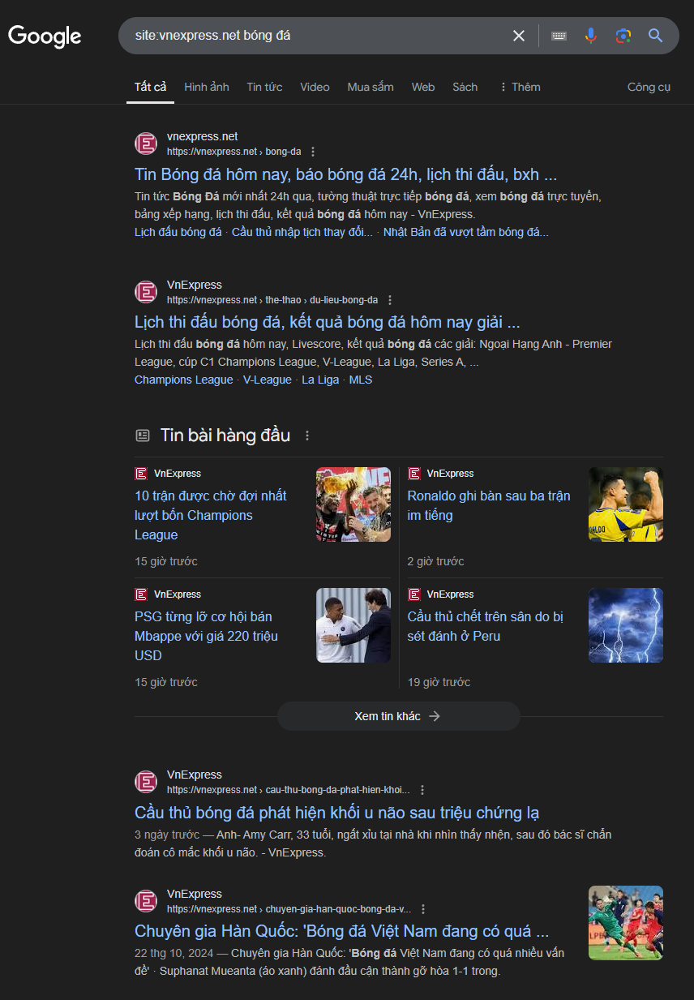 Google
site:vnexpress.net bóng đá
Tất cả
Hình ảnh
Tin tức
Video
Mua sắm
Web
Sách
Thêm
Công cụ
vnexpress.net
https://vnexpress.net › bong-da
Tin Bóng đá hôm nay, báo bóng đá 24h, lịch thi đấu, bxh ...
Tin tức Bóng Đá mới nhất 24h qua, tường thuật trực tiếp bóng đá, xem bóng đá trực tuyến,
bảng xếp hạng, lịch thi đấu, kết quả bóng đá hôm nay - VnExpress.
Lịch đấu bóng đá · Cầu thủ nhập tịch thay đổi... · Nhật Bản đã vượt tầm bóng đá...
VnExpress
https://vnexpress.net › the-thao › du-lieu-bong-da
Lịch thi đấu bóng đá, kết quả bóng đá hôm nay giải ...
Lịch thi đấu bóng đá hôm nay, Livescore, kết quả bóng đá các giải: Ngoại Hạng Anh - Premier
League, cúp C1 Champions League, V-League, La Liga, Series A, ...
Champions League · V-League · La Liga · MLS
Tin bài hàng đầu
VnExpress
10 trận được chờ đợi nhất
lượt bốn Champions
League
15 giờ trước
VnExpress
Ronaldo ghi bàn sau ba trận
im tiếng
2 giờ trước
VnExpress
PSG từng lỡ cơ hội bán
Mbappe với giá 220 triệu
USD
15 giờ trước
VnExpress
Cầu thủ chết trên sân do bị
sét đánh ở Peru
19 giờ trước
Xem tin khác
VnExpress
https://vnexpress.net › cau-thu-bong-da-phat-hien-khoi...
Cầu thủ bóng đá phát hiện khối u não sau triệu chứng lạ
3 ngày trước — Anh- Amy Carr, 33 tuổi, ngất xỉu tại nhà khi nhìn thấy nhện, sau đó bác sĩ chẩn
đoán cô mắc khối u não. - VnExpress.
VnExpress
https://vnexpress.net › chuyen-gia-han-quoc-bong-da-v...
Chuyên gia Hàn Quốc: 'Bóng đá Việt Nam đang có quá ...
22 thg 10, 2024 — Chuyên gia Hàn Quốc: 'Bóng đá Việt Nam đang có quá nhiều vấn
đề' · Suphanat Mueanta (áo xanh) đánh đầu cận thành gỡ hòa 1-1 trong.